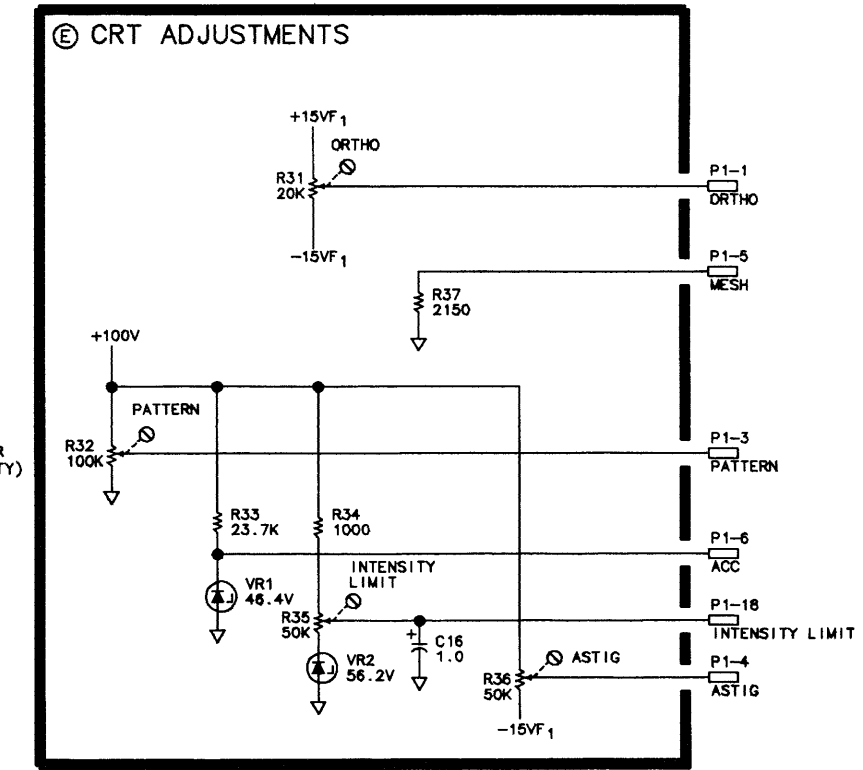 Ⓔ CRT ADJUSTMENTS
+15VF1
ORTHO
R31
20K
-15VF1
P1-1
ORTHO
P1-5
MESH
R37
2150
+100V
PATTERN
R32
100K
R
TY)
P1-3
PATTERN
R33
23.7K
R34
1000
P1-6
ACC
VR1
46.4V
INTENSITY
LIMIT
R35
50K
P1-18
INTENSITY LIMIT
+
C16
1.0
VR2
56.2V
ASTIG
R36
50K
P1-4
ASTIG
-15VF1